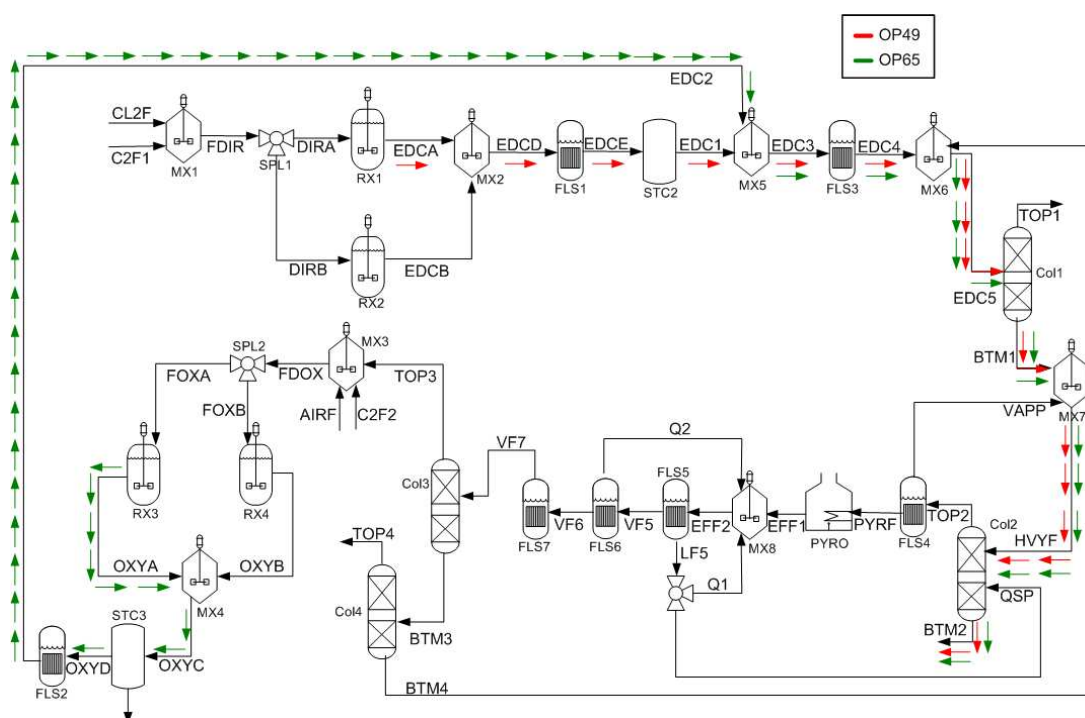 OP49
OP65
EDC2
CL2F
C2F1
MX1
FDIR
SPL1
DIRA
RX1
EDCA
MX2
EDCD
FLS1
EDCE
STC2
EDC1
MX5
EDC3
FLS3
EDC4
MX6
DIRB
RX2
EDCB
TOP1
Col1
EDC5
BTM1
MX7
VAPP
SPL2
MX3
FOXA
FDOX
TOP3
FOXB
AIRF
C2F2
RX3
RX4
Col3
VF7
Q2
FLS5
FLS7
VF6
FLS6
VF5
EFF2
MX8
EFF1
PYRO
PYRF
FLS4
TOP2
Col2
HVYF
QSP
LF5
Q1
BTM2
OXYA
OXYB
MX4
TOP4
Col4
BTM3
STC3
OXYC
OXYD
FLS2
BTM4